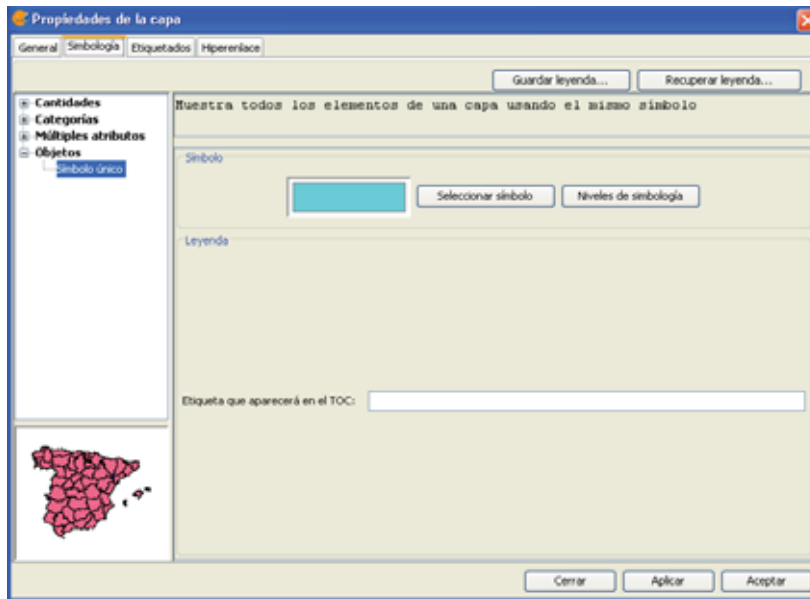 Propiedades de la capa
General Simbología Etiquetados Hiperenlace
Guardar leyenda... Recuperar leyenda...
Cantidades
Categorías
Múltiples atributos
Objetos
Símbolo único
Muestra todos los elementos de una capa usando el mismo símbolo
Símbolo
Seleccionar símbolo Niveles de simbología
Leyenda
Etiqueta que aparecerá en el TOC:
Cerrar Aplicar Aceptar